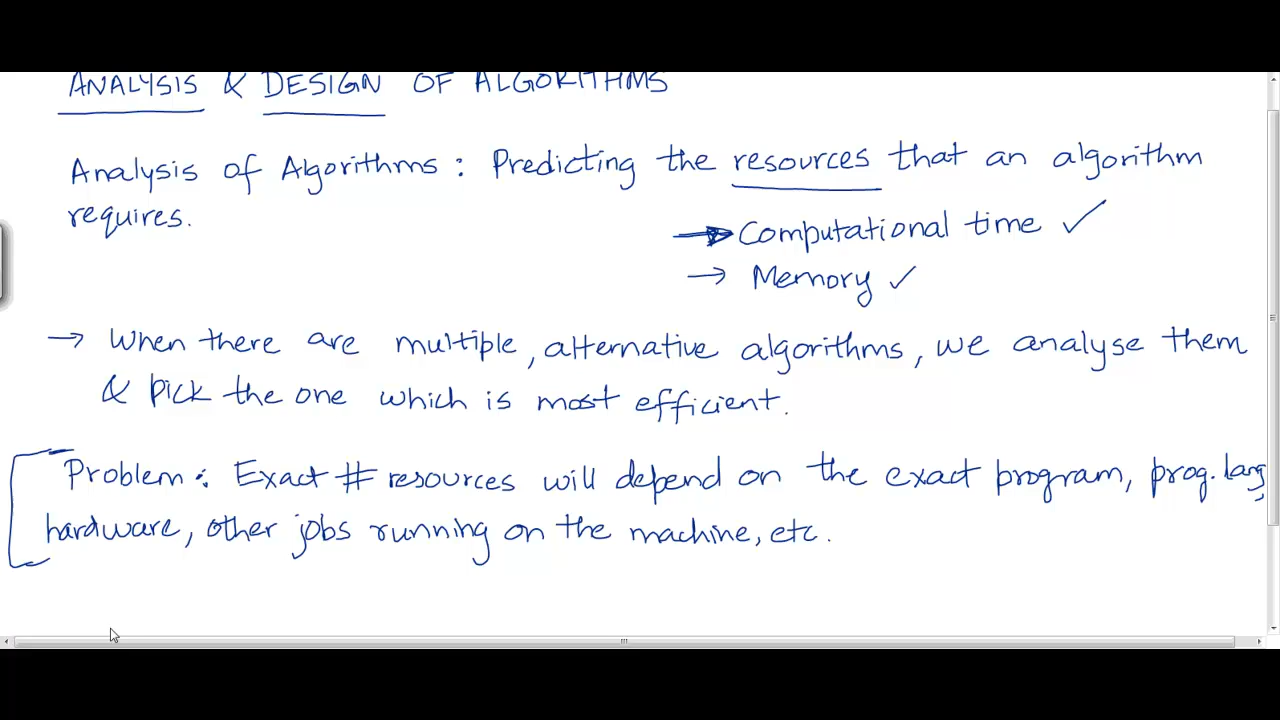 ANALYSIS & DESIGN OF ALGORITHMS
Analysis of Algorithms : Predicting the resources that an algorithm
requires.
→ Computational time ✓
→ Memory ✓
→ When there are multiple, alternative algorithms, we analyse them
& pick the one which is most efficient.
Problem : Exact # resources will depend on the exact program, prog. lang,
hardware, other jobs running on the machine, etc.